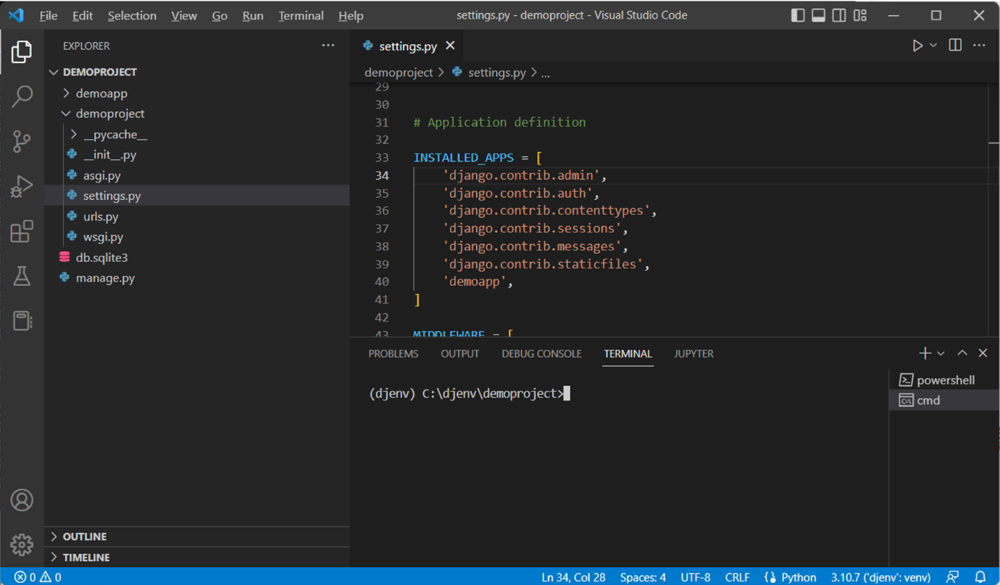 File Edit Selection View Go Run Terminal Help settings.py - demoproject - Visual Studio Code
EXPLORER
DEMOPROJECT
demoapp
demoproject
__pycache__
__init__.py
asgi.py
settings.py
urls.py
wsgi.py
db.sqlite3
manage.py
OUTLINE
TIMELINE
settings.py
demoproject > settings.py > ...
29
30
31 # Application definition
32
33 INSTALLED_APPS = [
34 'django.contrib.admin',
35 'django.contrib.auth',
36 'django.contrib.contenttypes',
37 'django.contrib.sessions',
38 'django.contrib.messages',
39 'django.contrib.staticfiles',
40 'demoapp',
41 ]
42
43 MIDDLEWARE = [
PROBLEMS OUTPUT DEBUG CONSOLE TERMINAL JUPYTER
(djenv) C:\djenv\demoproject>
powershell
cmd
0 0 Ln 34, Col 28 Spaces: 4 UTF-8 CRLF Python 3.10.7 ('djenv': venv)